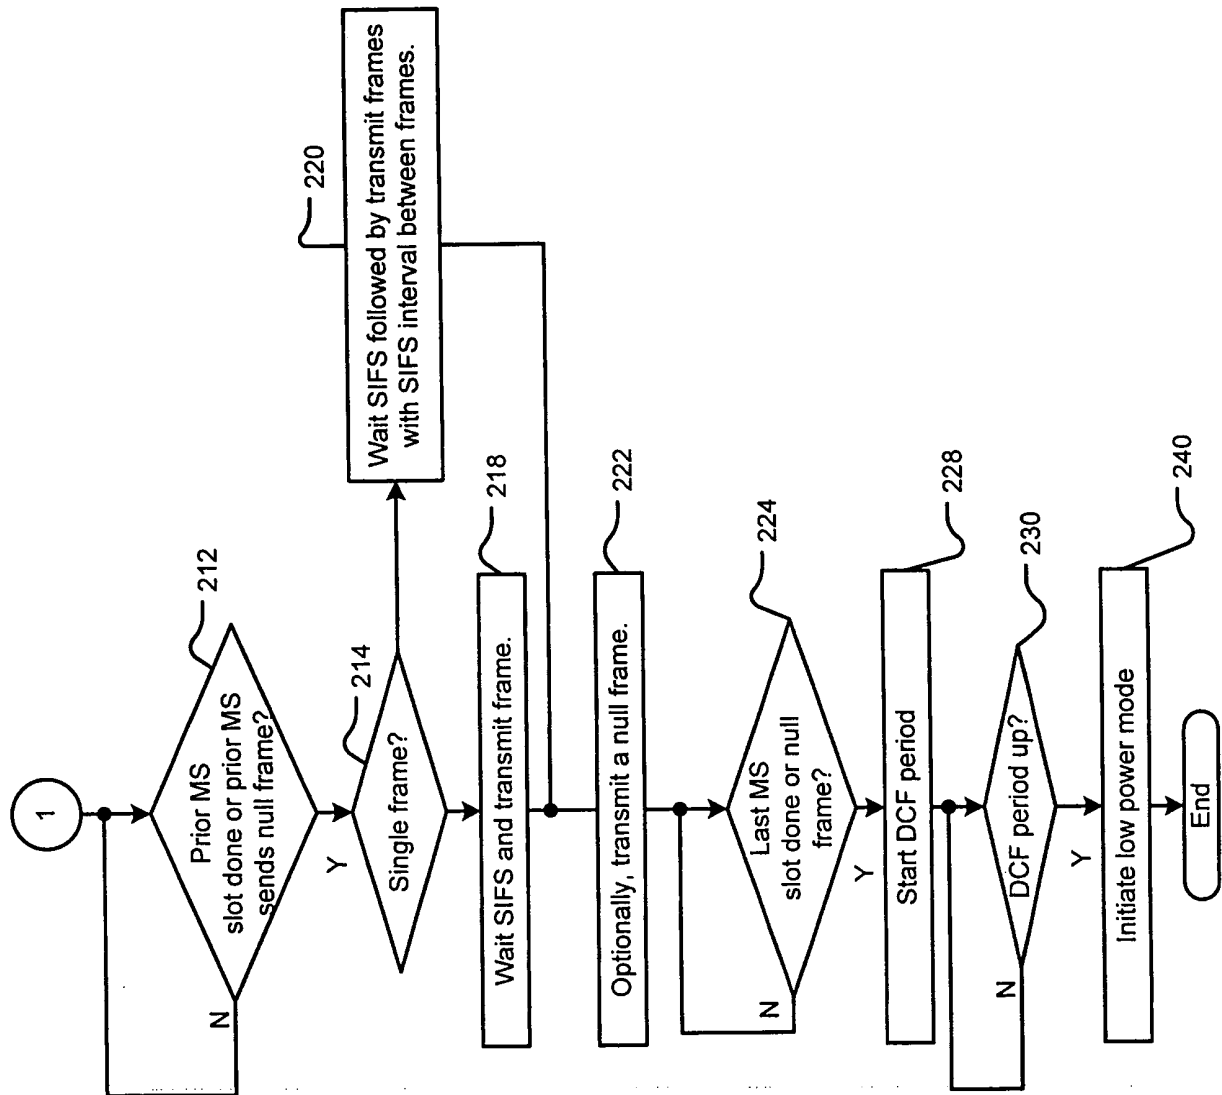 1
Prior MS
slot done or prior MS
sends null frame?
212
N
Y
Single frame?
214
Wait SIFS followed by transmit frames
with SIFS interval between frames.
220
Wait SIFS and transmit frame.
218
Optionally, transmit a null frame.
222
Last MS
slot done or null
frame?
224
N
Y
Start DCF period
228
DCF period up?
230
N
Y
Initiate low power mode
240
End